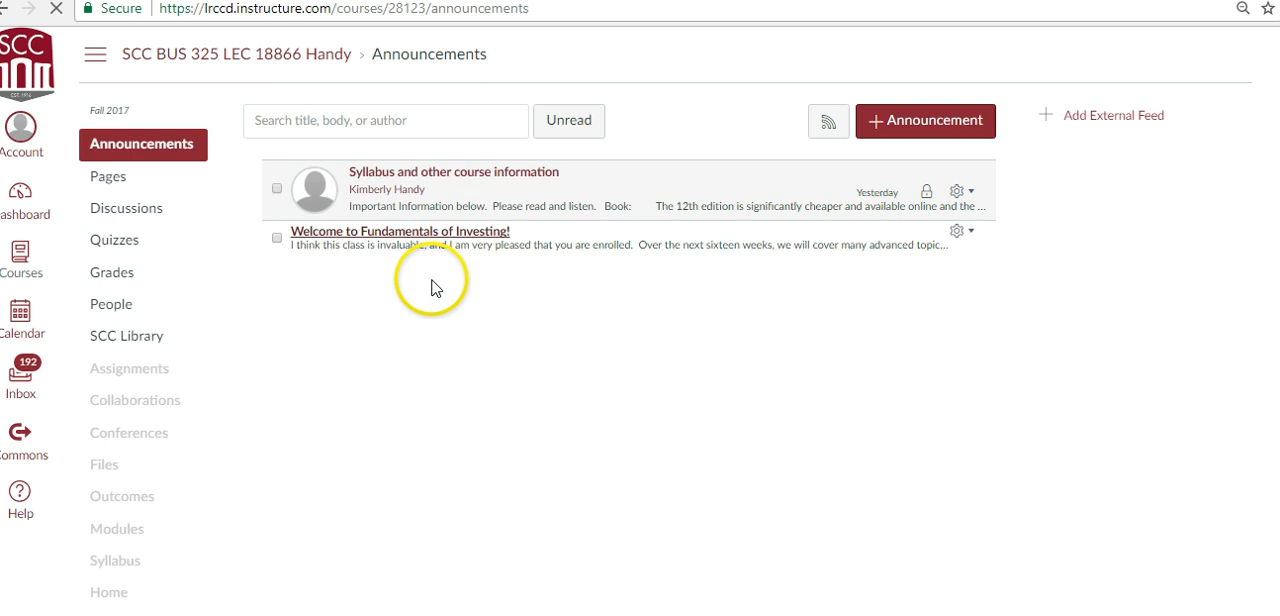 Secure
https://lrccd.instructure.com/courses/28123/announcements
SCC
EST. 1916
SCC BUS 325 LEC 18866 Handy > Announcements
Account
Dashboard
Courses
Calendar
192
Inbox
Commons
Help
Fall 2017
Announcements
Pages
Discussions
Quizzes
Grades
People
SCC Library
Assignments
Collaborations
Conferences
Files
Outcomes
Modules
Syllabus
Home
Search title, body, or author
Unread
+ Announcement
Add External Feed
Syllabus and other course information
Kimberly Handy
Yesterday
Important Information below. Please read and listen. Book: The 12th edition is significantly cheaper and available online and the ...
Welcome to Fundamentals of Investing!
I think this class is invaluable, and I am very pleased that you are enrolled. Over the next sixteen weeks, we will cover many advanced topic...